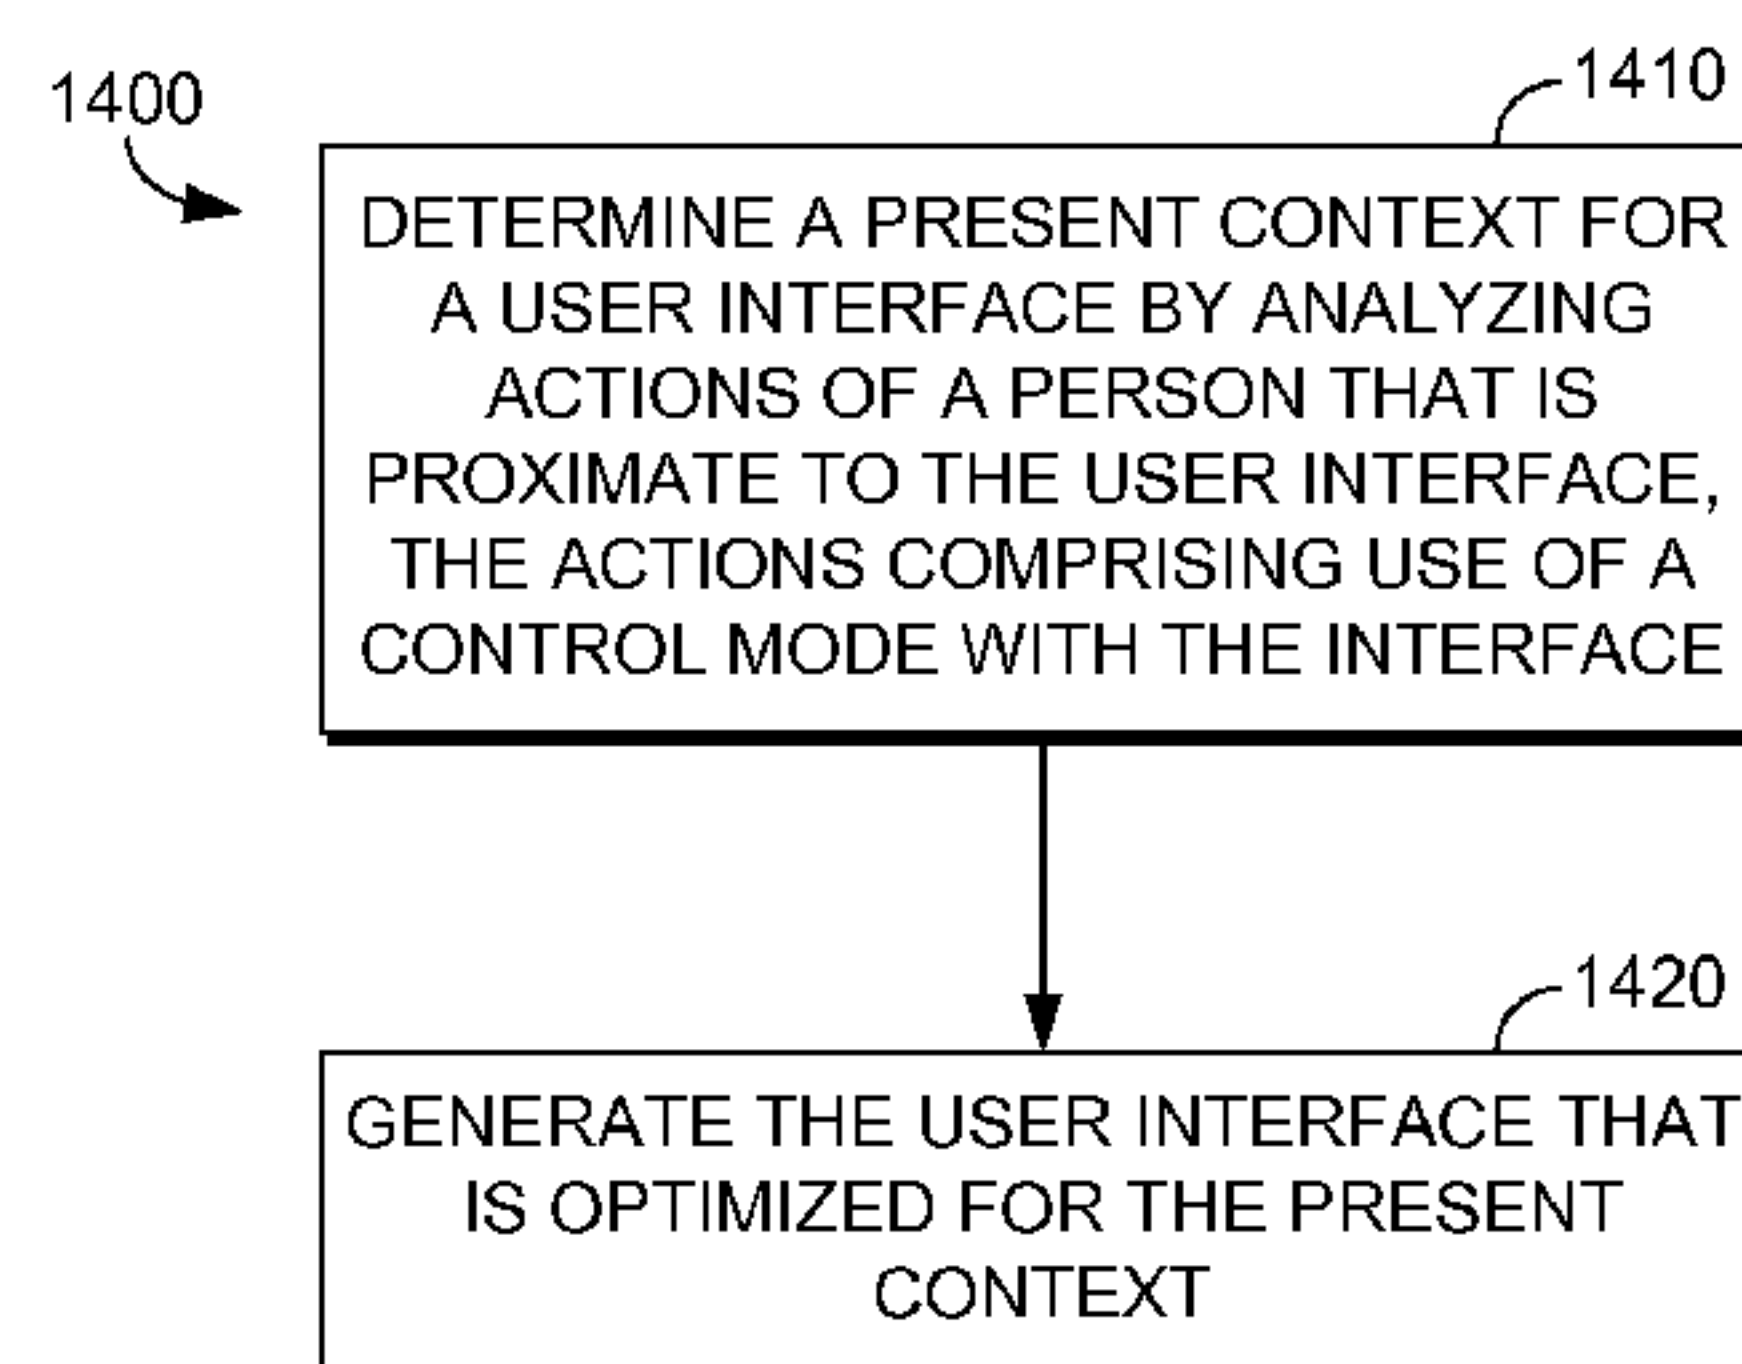 1400
1410
DETERMINE A PRESENT CONTEXT FOR
A USER INTERFACE BY ANALYZING
ACTIONS OF A PERSON THAT IS
PROXIMATE TO THE USER INTERFACE,
THE ACTIONS COMPRISING USE OF A
CONTROL MODE WITH THE INTERFACE
1420
GENERATE THE USER INTERFACE THAT
IS OPTIMIZED FOR THE PRESENT
CONTEXT